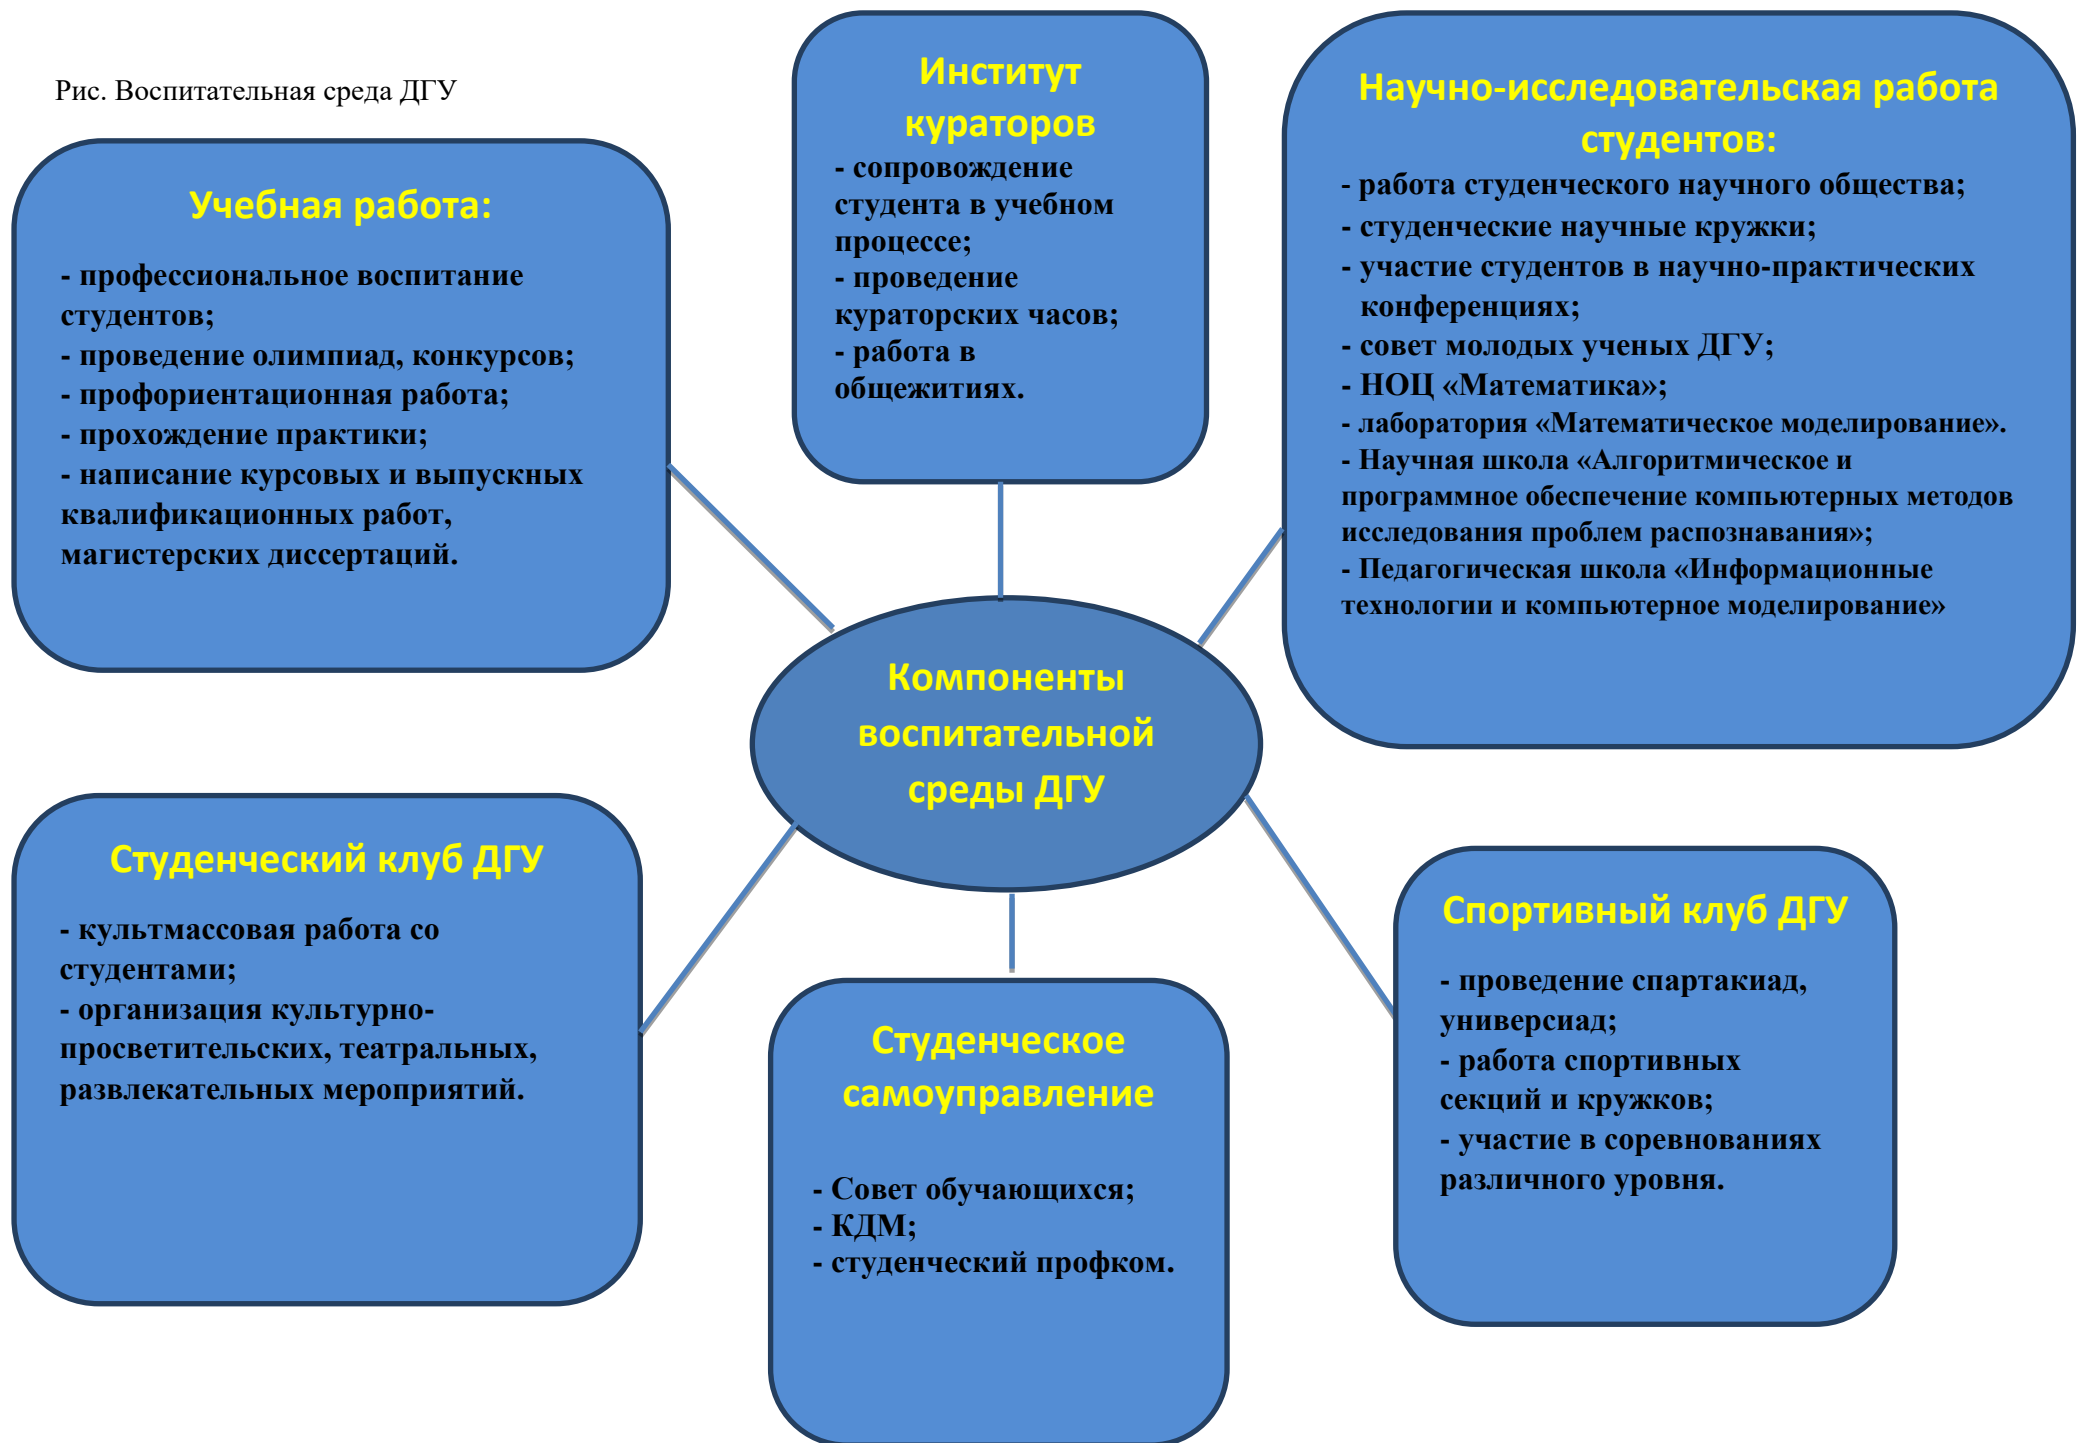 Рис. Воспитательная среда ДГУ
Учебная работа:
- профессиональное воспитание
студентов;
- проведение олимпиад, конкурсов;
- профориентационная работа;
- прохождение практики;
- написание курсовых и выпускных
квалификационных работ,
магистерских диссертаций.
Институт
кураторов
- сопровождение
студента в учебном
процессе;
- проведение
кураторских часов;
- работа в
общежитиях.
Научно-исследовательская работа
студентов:
- работа студенческого научного общества;
- студенческие научные кружки;
- участие студентов в научно-практических
конференциях;
- совет молодых ученых ДГУ;
- НОЦ «Математика»;
- лаборатория «Математическое моделирование».
- Научная школа «Алгоритмическое и
программное обеспечение компьютерных методов
исследования проблем распознавания»;
- Педагогическая школа «Информационные
технологии и компьютерное моделирование»
Компоненты
воспитательной
среды ДГУ
Студенческий клуб ДГУ
- культмассовая работа со
студентами;
- организация культурно-
просветительских, театральных,
развлекательных мероприятий.
Студенческое
самоуправление
- Совет обучающихся;
- КДМ;
- студенческий профком.
Спортивный клуб ДГУ
- проведение спартакиад,
универсиад;
- работа спортивных
секций и кружков;
- участие в соревнованиях
различного уровня.